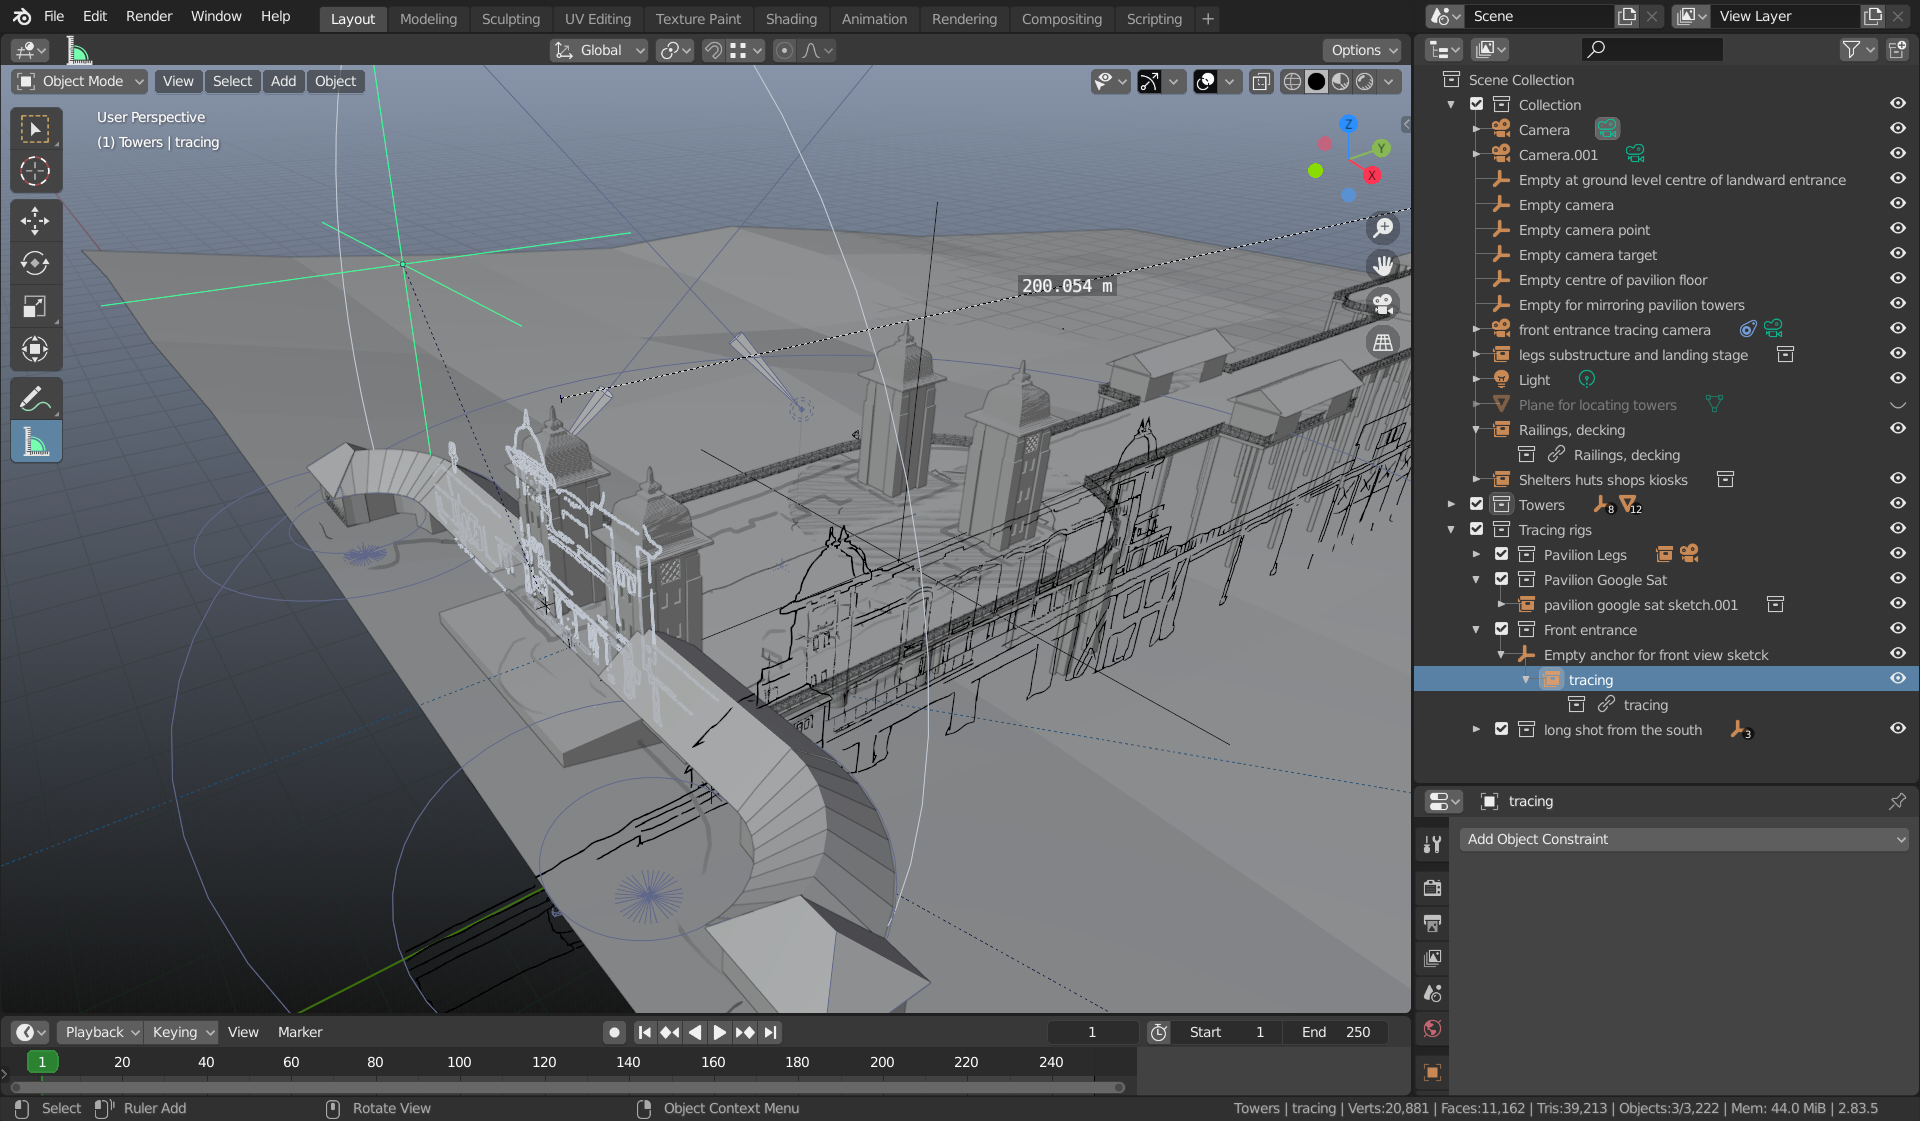 File Edit Render Window Help Layout Modeling Sculpting UV Editing Texture Paint Shading Animation Rendering Compositing Scripting + Scene View Layer
Global Options
Object Mode View Select Add Object
User Perspective
(1) Towers | tracing
Z
Y
X
200.054 m
Scene Collection
Collection
Camera
Camera.001
Empty at ground level centre of landward entrance
Empty camera
Empty camera point
Empty camera target
Empty centre of pavilion floor
Empty for mirroring pavilion towers
front entrance tracing camera
legs substructure and landing stage
Light
Plane for locating towers
Railings, decking
Railings, decking
Shelters huts shops kiosks
Towers 8 12
Tracing rigs
Pavilion Legs
Pavilion Google Sat
pavilion google sat sketch.001
Front entrance
Empty anchor for front view sketck
tracing
tracing
long shot from the south 3
tracing
Add Object Constraint
Playback Keying View Marker 1 Start 1 End 250
1 20 40 60 80 100 120 140 160 180 200 220 240
Select Ruler Add Rotate View Object Context Menu Towers | tracing | Verts:20,881 | Faces:11,162 | Tris:39,213 | Objects:3/3,222 | Mem: 44.0 MiB | 2.83.5